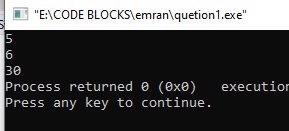 "E:\CODE BLOCKS\emran\quetion1.exe"
5
6
30
Process returned 0 (0x0)   execution
Press any key to continue.